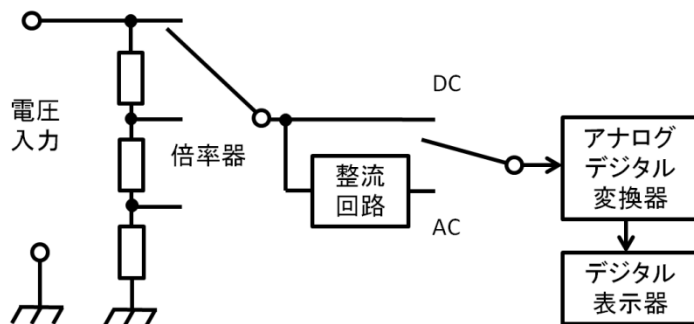 電圧
入力
倍率器
DC
整流
回路
AC
アナログ
デジタル
変換器
デジタル
表示器